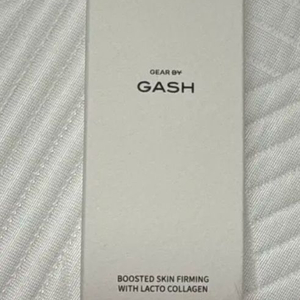 GEAR BY
GASH
BOOSTED SKIN FIRMING
WITH LACTO COLLAGEN